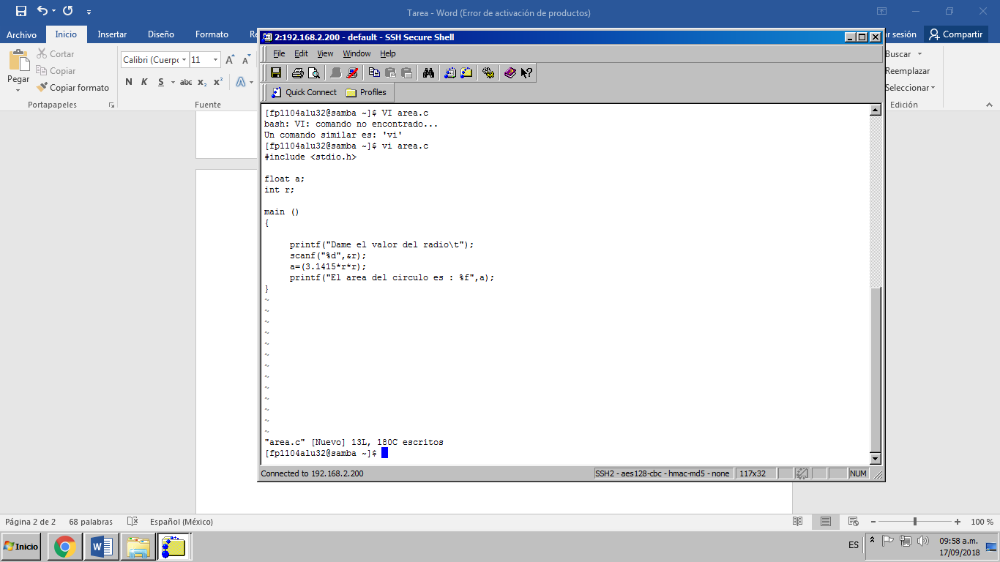 Tarea - Word (Error de activación de productos)
Archivo Inicio Insertar Diseño Formato Re
ar sesión Compartir
Pegar
Cortar
Copiar
Copiar formato
Portapapeles
Calibri (Cuerpo 11 A A
N K S abc x₂ x² A
Fuente
Buscar
Reemplazar
Seleccionar
Edición
2:192.168.2.200 - default - SSH Secure Shell
File Edit View Window Help
Quick Connect Profiles
[fp1104alu32@samba ~]$ VI area.c
bash: VI: comando no encontrado...
Un comando similar es: 'vi'
[fp1104alu32@samba ~]$ vi area.c
#include <stdio.h>
float a;
int r;
main ()
{
printf("Dame el valor del radio\t");
scanf("%d",&r);
a=(3.1415*r*r);
printf("El area del circulo es : %f",a);
}
~
~
~
~
~
~
~
~
~
~
~
~
~
"area.c" [Nuevo] 13L, 180C escritos
[fp1104alu32@samba ~]$
Connected to 192.168.2.200 SSH2 - aes128-cbc - hmac-md5 - none 117x32 NUM
Página 2 de 2 68 palabras Español (México) 100 %
Inicio ES 09:58 a.m.
17/09/2018